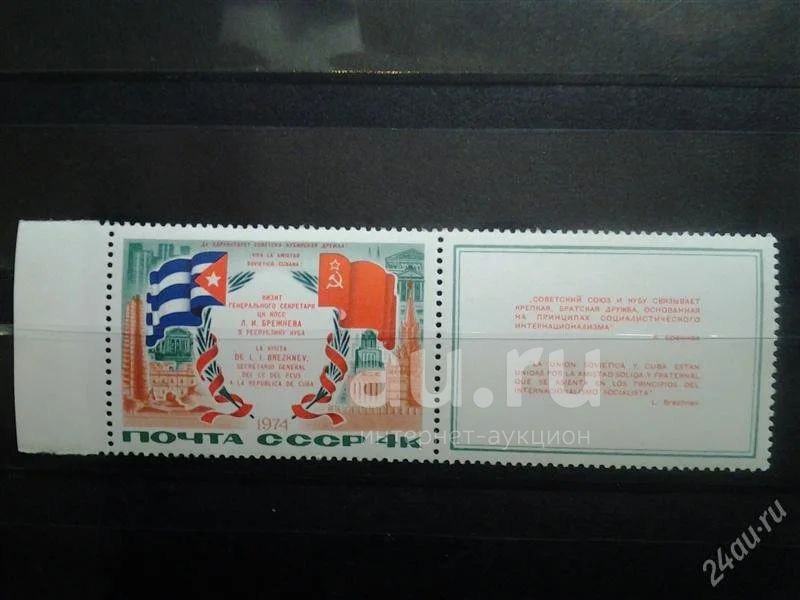 ДА ЗДРАВСТВУЕТ СОВЕТСКО-КУБИНСКАЯ ДРУЖБА!
¡VIVA LA AMISTAD
SOVIETICO-CUBANA!
ВИЗИТ
ГЕНЕРАЛЬНОГО СЕКРЕТАРЯ
ЦК КПСС
Л. И. БРЕЖНЕВА
В РЕСПУБЛИКУ КУБА
LA VISITA
DE L. I. BREZHNEV,
SECRETARIO GENERAL
DEL CC DEL PCUS
A LA REPUBLICA DE CUBA
1974
ПОЧТА СССР 4К
„СОВЕТСКИЙ СОЮЗ И КУБУ СВЯЗЫВАЕТ
КРЕПКАЯ, БРАТСКАЯ ДРУЖБА, ОСНОВАННАЯ
НА ПРИНЦИПАХ СОЦИАЛИСТИЧЕСКОГО
ИНТЕРНАЦИОНАЛИЗМА"
„LA UNION SOVIETICA Y CUBA ESTAN
UNIDAS POR LA AMISTAD SOLIDA Y FRATERNAL
QUE SE ASIENTA EN LOS PRINCIPIOS DEL
INTERNACIONALISMO SOCIALISTA"
L. Brezhnev
au.ru
интернет-аукцион
24au.ru